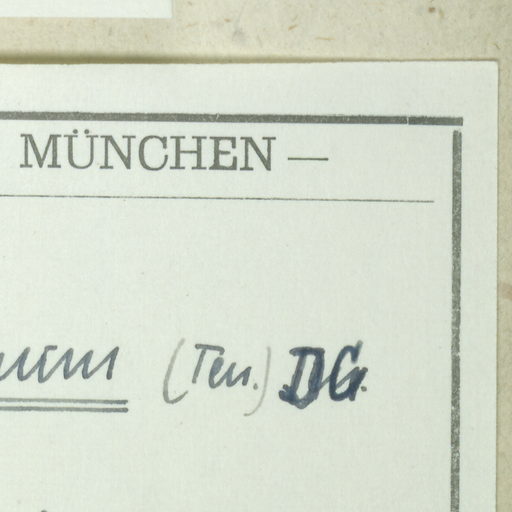 MÜNCHEN —
(Ten.) DG.